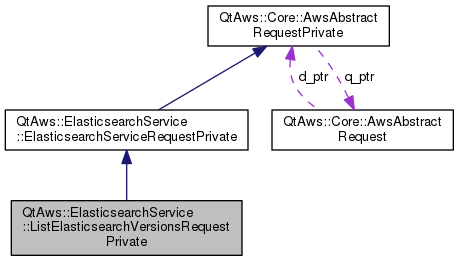 QtAws::Core::AwsAbstract
RequestPrivate
d_ptr
q_ptr
QtAws::ElasticsearchService
::ElasticsearchServiceRequestPrivate
QtAws::Core::AwsAbstract
Request
QtAws::ElasticsearchService
::ListElasticsearchVersionsRequest
Private